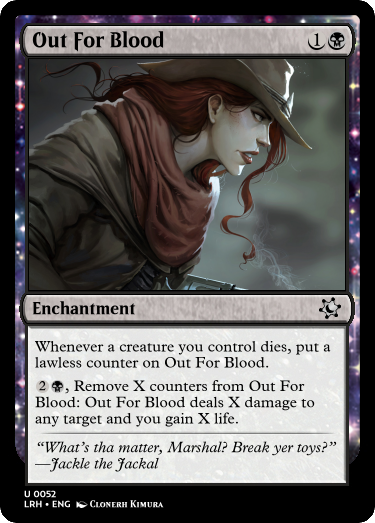 Out For Blood 1
Enchantment
Whenever a creature you control dies, put a
lawless counter on Out For Blood.
2, Remove X counters from Out For
Blood: Out For Blood deals X damage to
any target and you gain X life.
“What's tha matter, Marshal? Break yer toys?”
—Jackle the Jackal
U 0052
LRH • ENG Clonerh Kimura